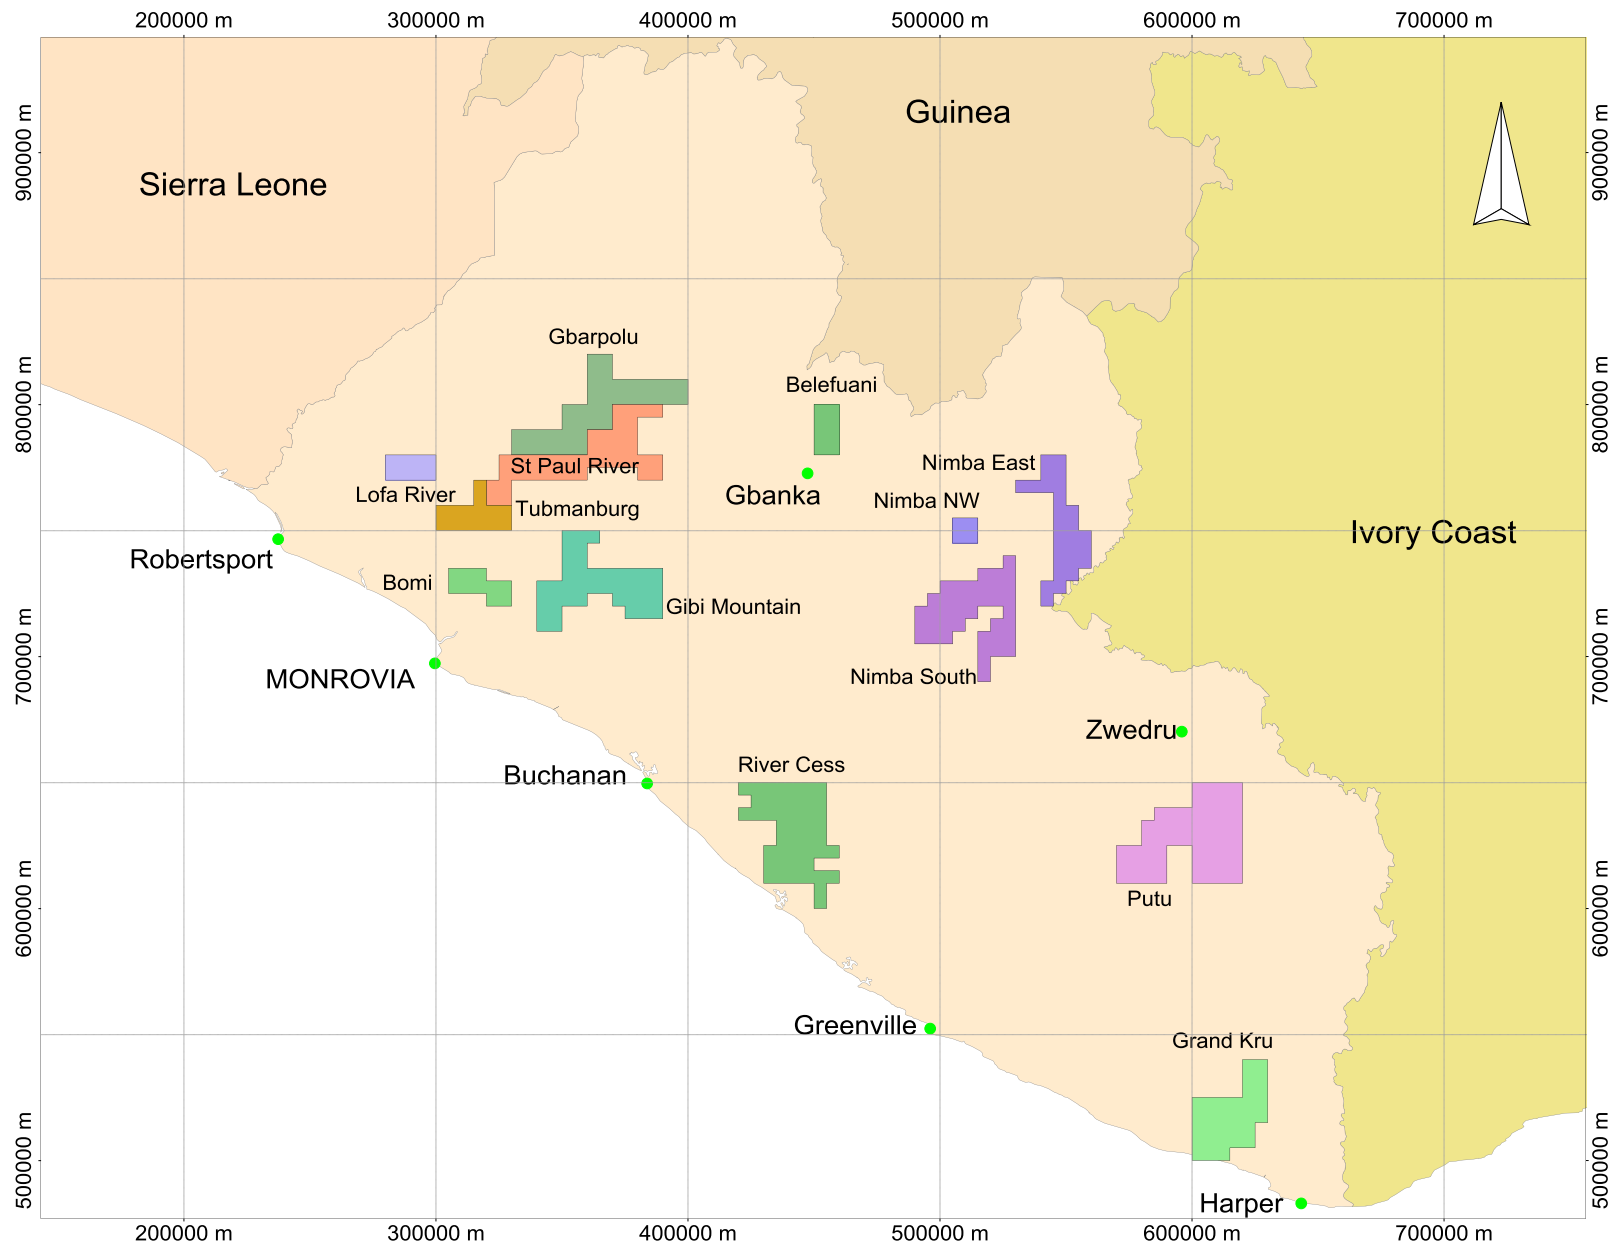 200000 m 300000 m 400000 m 500000 m 600000 m 700000 m
900000 m
900000 m
Guinea
Sierra Leone
Gbarpolu
Belefuani
800000 m
800000 m
Nimba East
St Paul River
Lofa River
Gbanka
Nimba NW
Tubmanburg
Ivory Coast
Robertsport
Bomi
Gibi Mountain
700000 m
700000 m
MONROVIA
Nimba South
Zwedru
Buchanan
River Cess
600000 m
600000 m
Putu
Greenville
Grand Kru
500000 m
500000 m
Harper
200000 m 300000 m 400000 m 500000 m 600000 m 700000 m